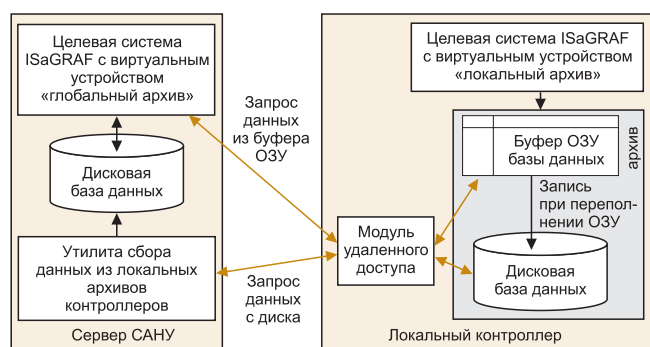 Целевая система
ISaGRAF с виртуальным
устройством
«глобальный архив»
Дисковая
база данных
Утилита сбора
данных из локальных
архивов
контроллеров
Сервер САНУ
Запрос
данных
из буфера
ОЗУ
Запрос
данных
с диска
Целевая система ISaGRAF
с виртуальным устройством
«локальный архив»
Буфер ОЗУ
базы данных
архив
Запись
при перепол-
нении ОЗУ
Модуль
удаленного
доступа
Дисковая
база данных
Локальный контроллер